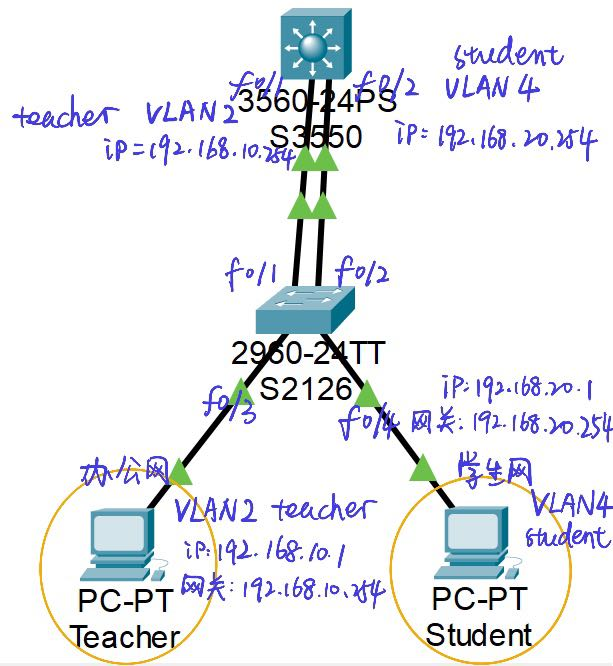 f0/1
f0/2
student
3560-24PS
VLAN 4
teacher VLAN2
S3550
iP=192.168.10.254
iP=192.168.20.254
f0/1
f0/2
2960-24TT
S2126
f0/3
f0/4
iP:192.168.20.1
网关:192.168.20.254
办公网
学生网
VLAN2 teacher
iP:192.168.10.1
网关:192.168.10.254
VLAN4
student
PC-PT
Teacher
PC-PT
Student